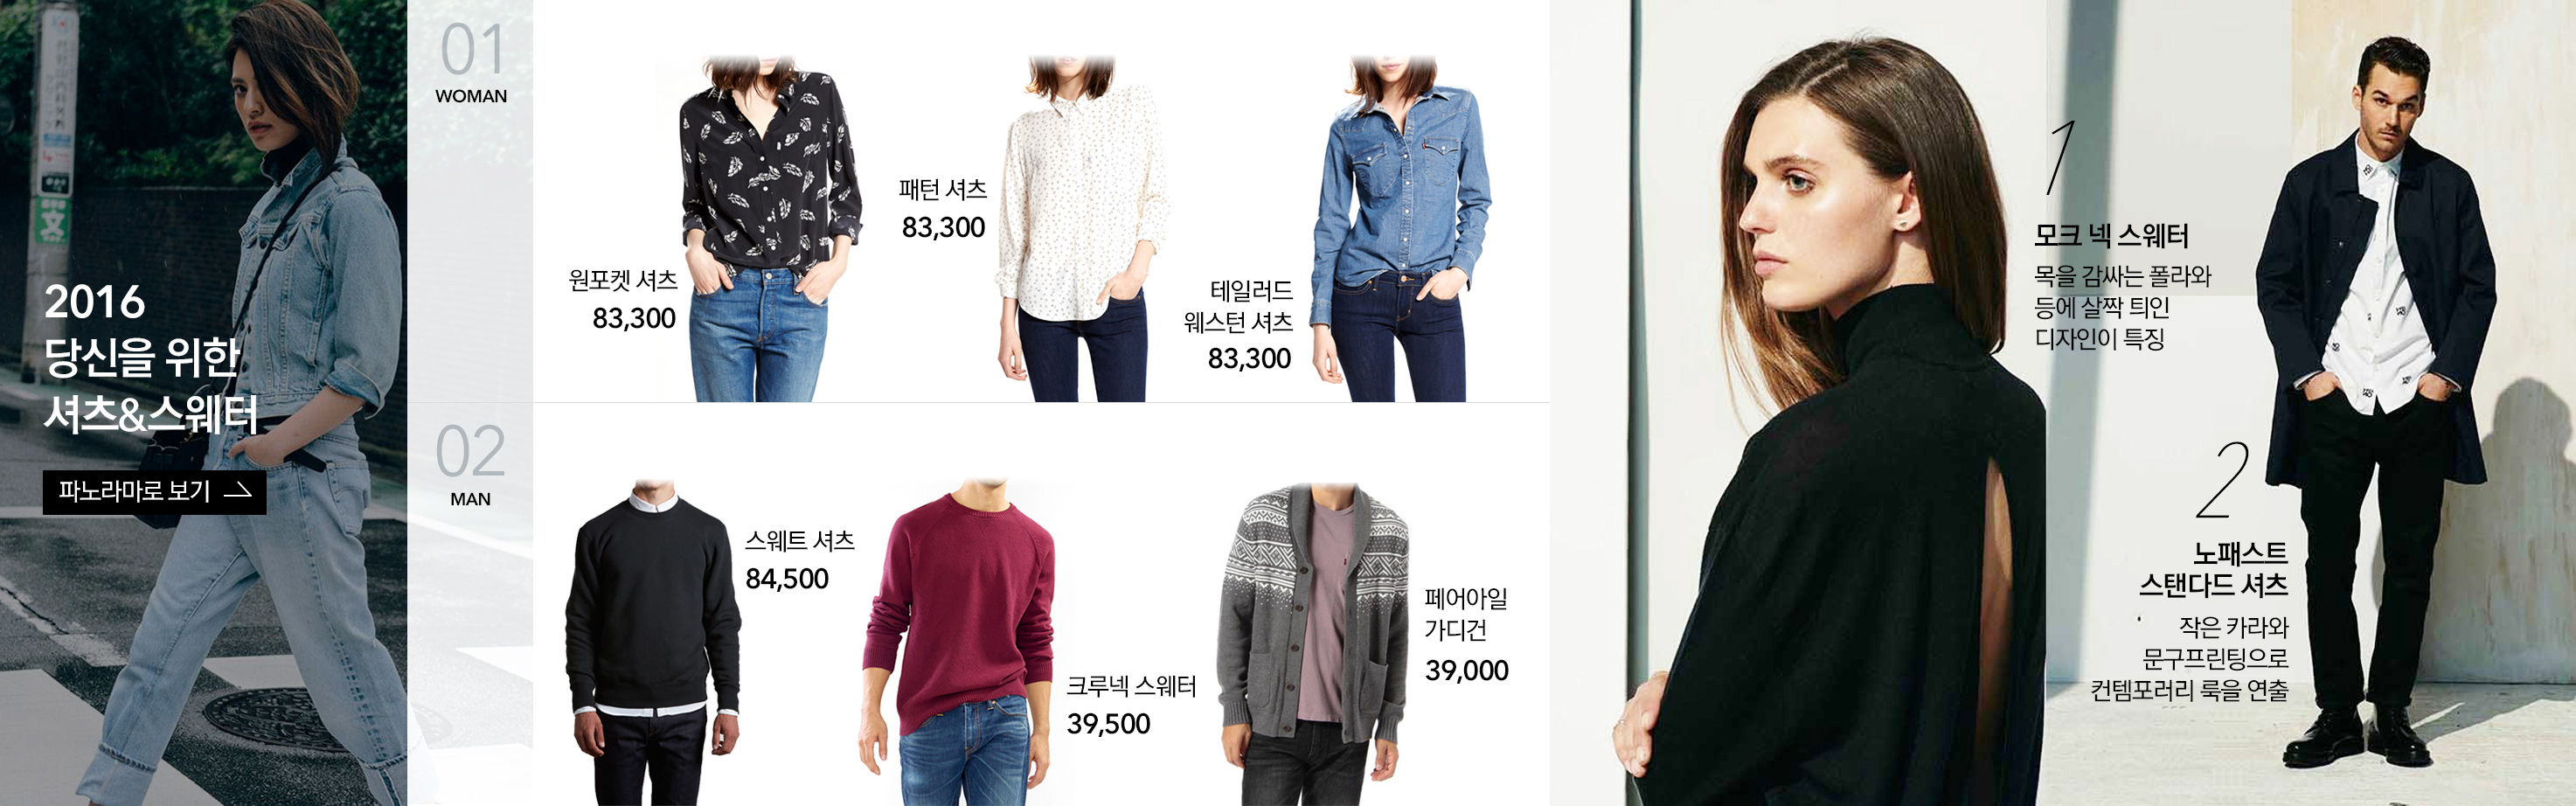 2016
당신을 위한
셔츠&스웨터
파노라마로 보기
01
WOMAN
원포켓 셔츠
83,300
패턴 셔츠
83,300
테일러드
웨스턴 셔츠
83,300
02
MAN
스웨트 셔츠
84,500
크루넥 스웨터
39,500
페어아일
가디건
39,000
1
모크 넥 스웨터
목을 감싸는 폴라와
등에 살짝 틔인
디자인이 특징
2
노패스트
스탠다드 셔츠
작은 카라와
문구프린팅으로
컨템포러리 룩을 연출